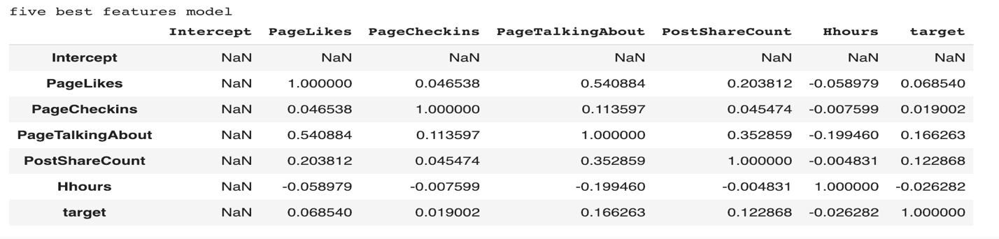 five best features model
Intercept PageLikes PageCheckins PageTalkingAbout PostShareCount Hhours target
Intercept NaN NaN NaN NaN NaN NaN NaN
PageLikes NaN 1.000000 0.046538 0.540884 0.203812 -0.058979 0.068540
PageCheckins NaN 0.046538 1.000000 0.113597 0.045474 -0.007599 0.019002
PageTalkingAbout NaN 0.540884 0.113597 1.000000 0.352859 -0.199460 0.166263
PostShareCount NaN 0.203812 0.045474 0.352859 1.000000 -0.004831 0.122868
Hhours NaN -0.058979 -0.007599 -0.199460 -0.004831 1.000000 -0.026282
target NaN 0.068540 0.019002 0.166263 0.122868 -0.026282 1.000000